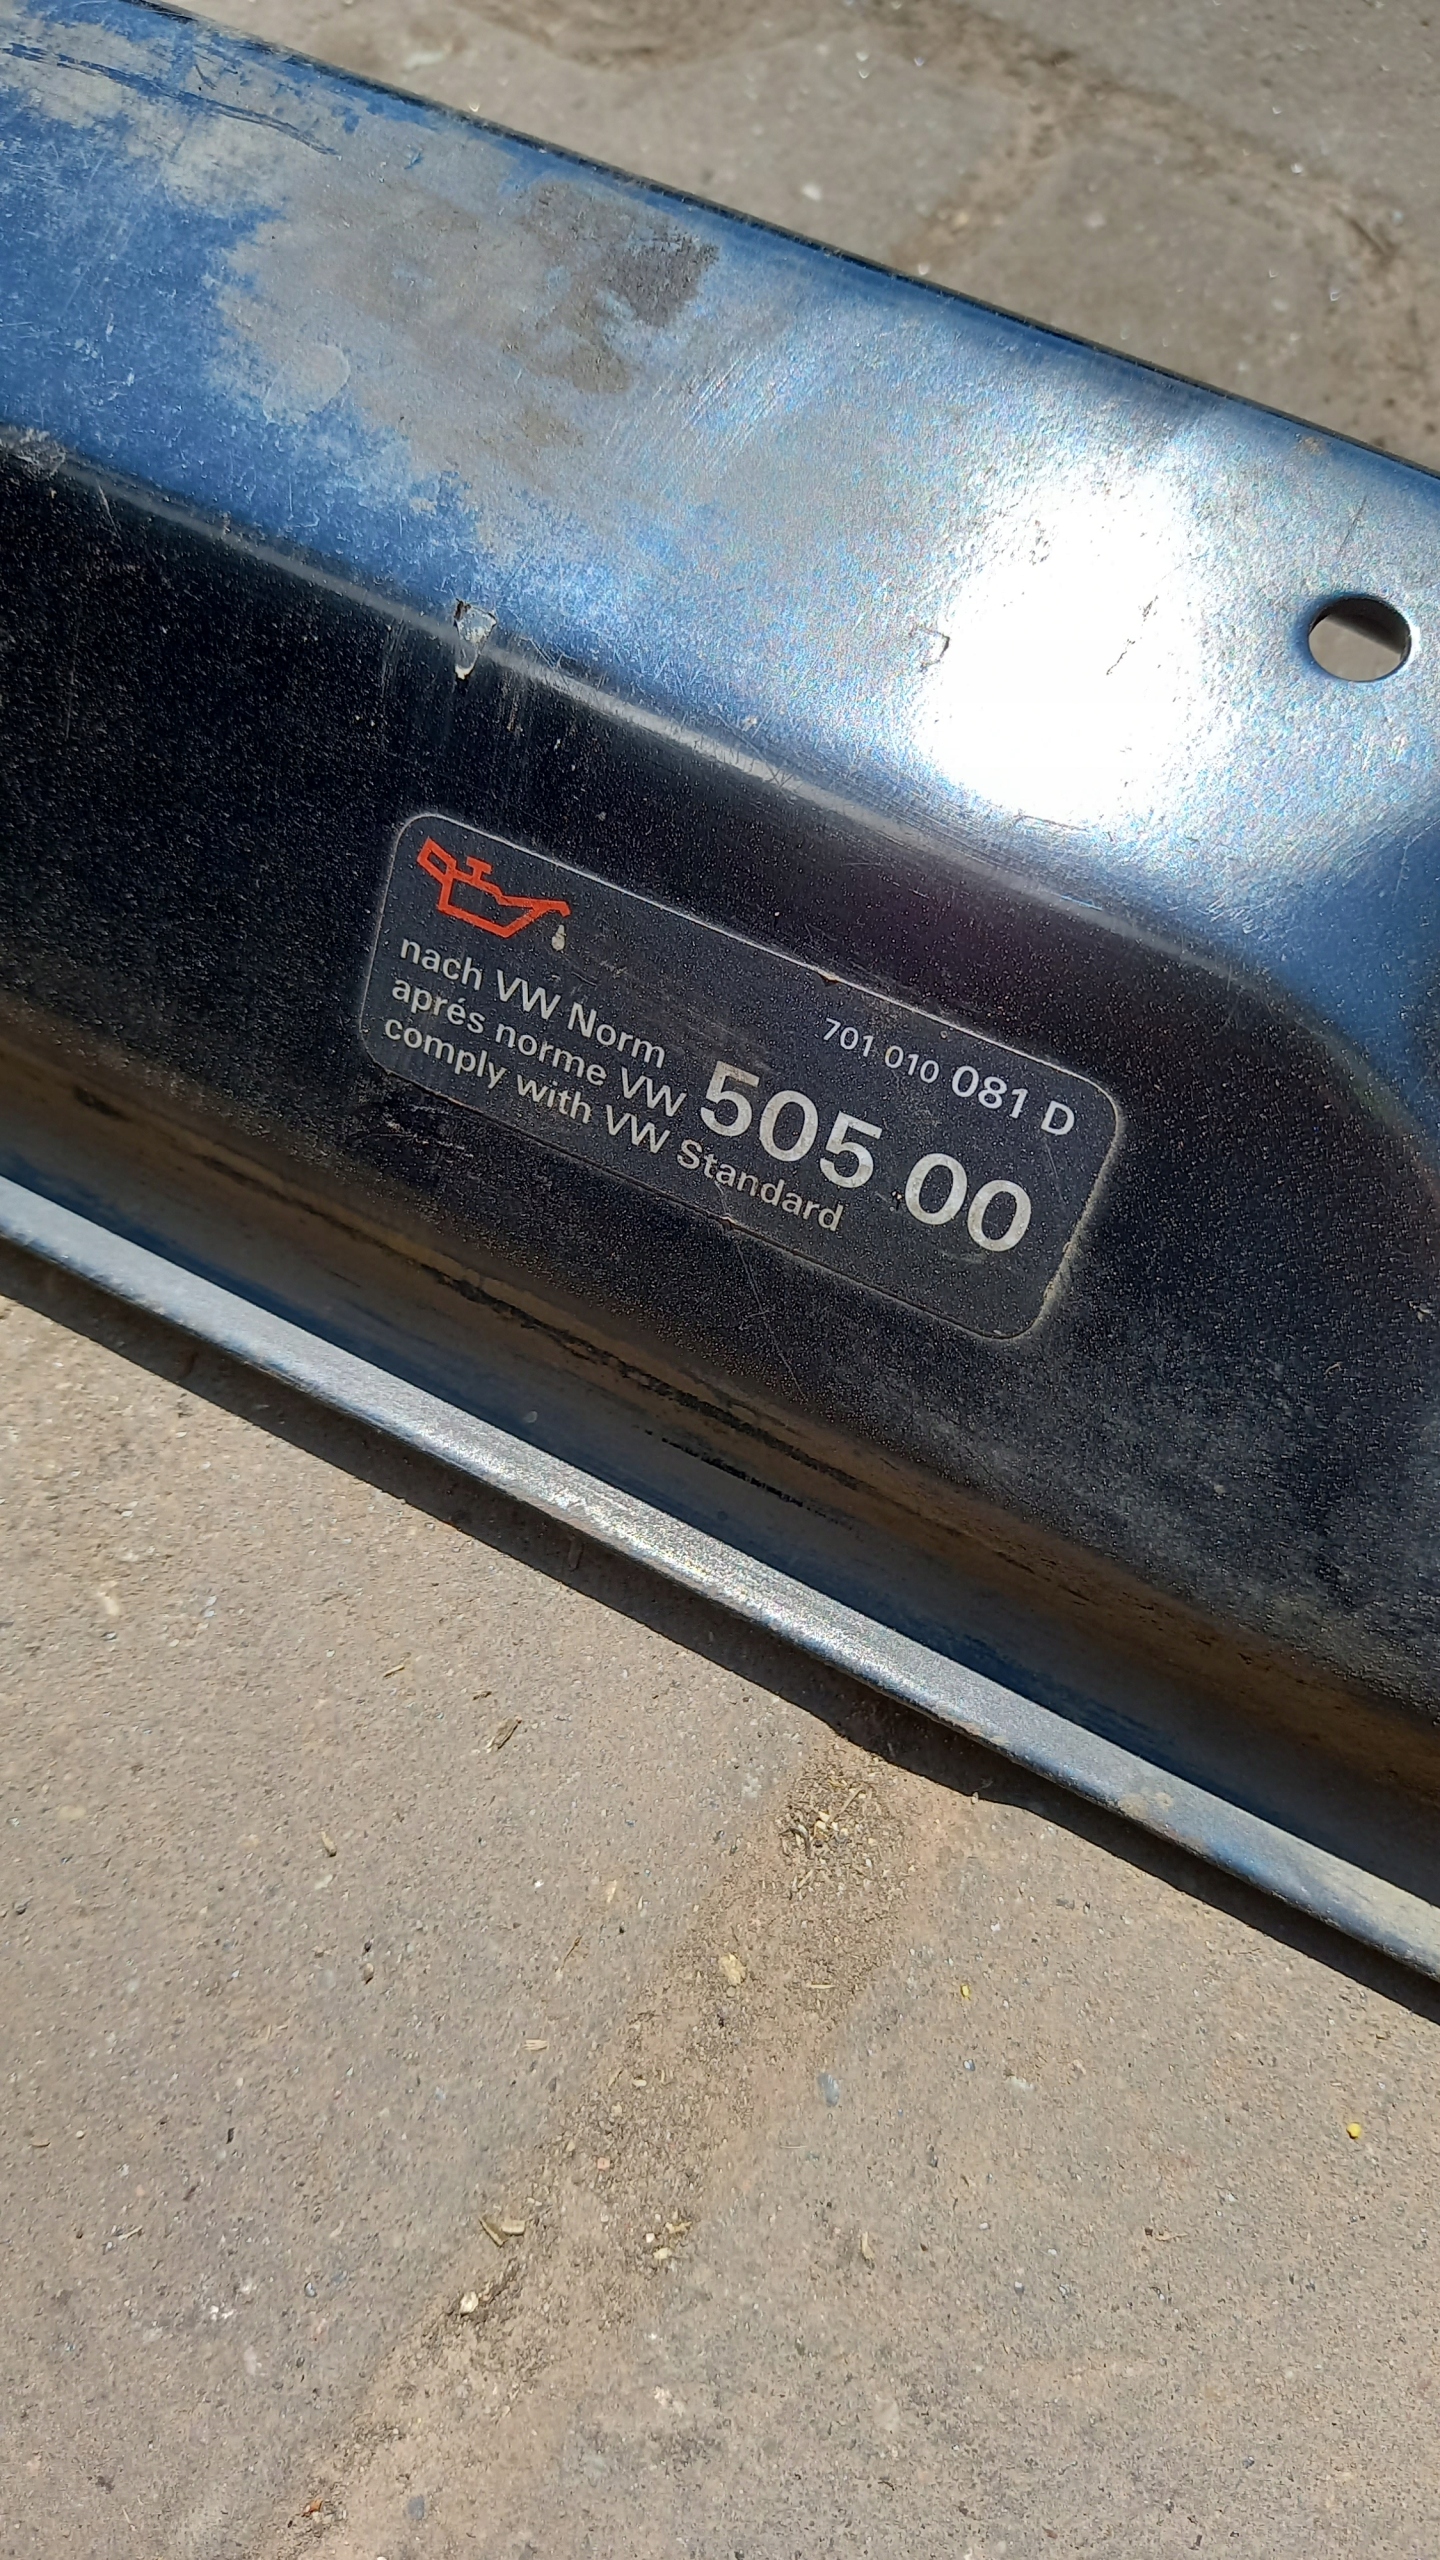 701 010 081 D
nach VW Norm
aprés norme VW 505 00
comply with VW Standard